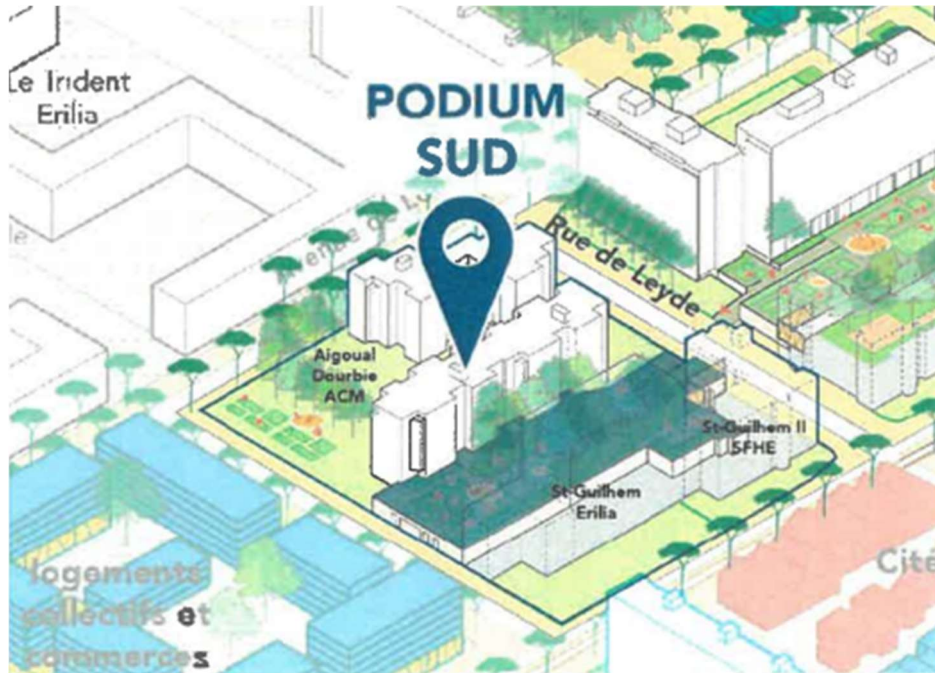 Le Trident
Erilia
PODIUM
SUD
Rue de Leyde
Aigoual
Dourbie
ACM
St-Guilhem II
SFHE
St-Guilhem
Erilia
Cité
logements
collectifs et
commerces